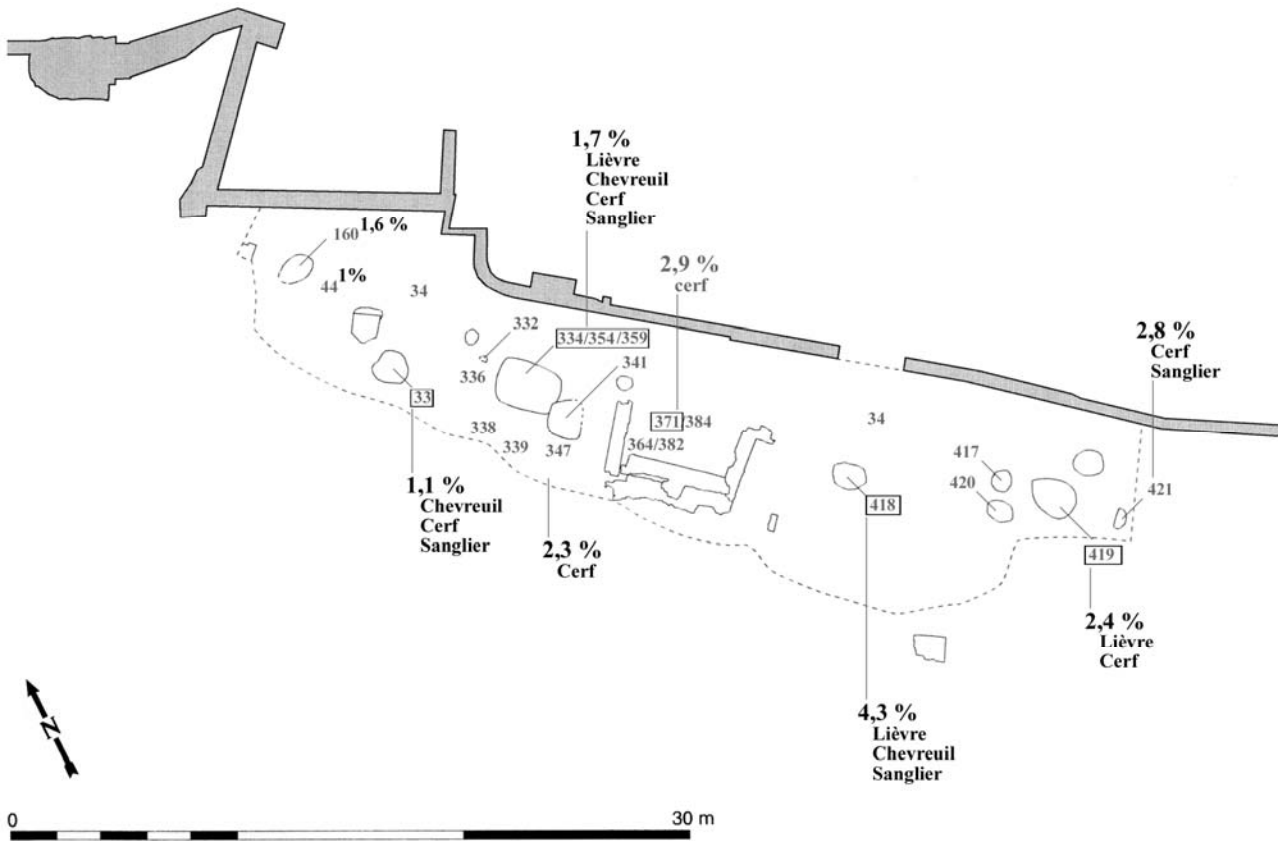 1,7 %
Lièvre
Chevreuil
Cerf
Sanglier
160 1,6 %
44 1%
34
2,9 %
cerf
332
334/354/359
336
341
33
338
339
347
371/384
364/382
34
2,8 %
Cerf
Sanglier
417
420
421
418
419
1,1 %
Chevreuil
Cerf
Sanglier
2,3 %
Cerf
2,4 %
Lièvre
Cerf
4,3 %
Lièvre
Chevreuil
Sanglier
N
0
30 m